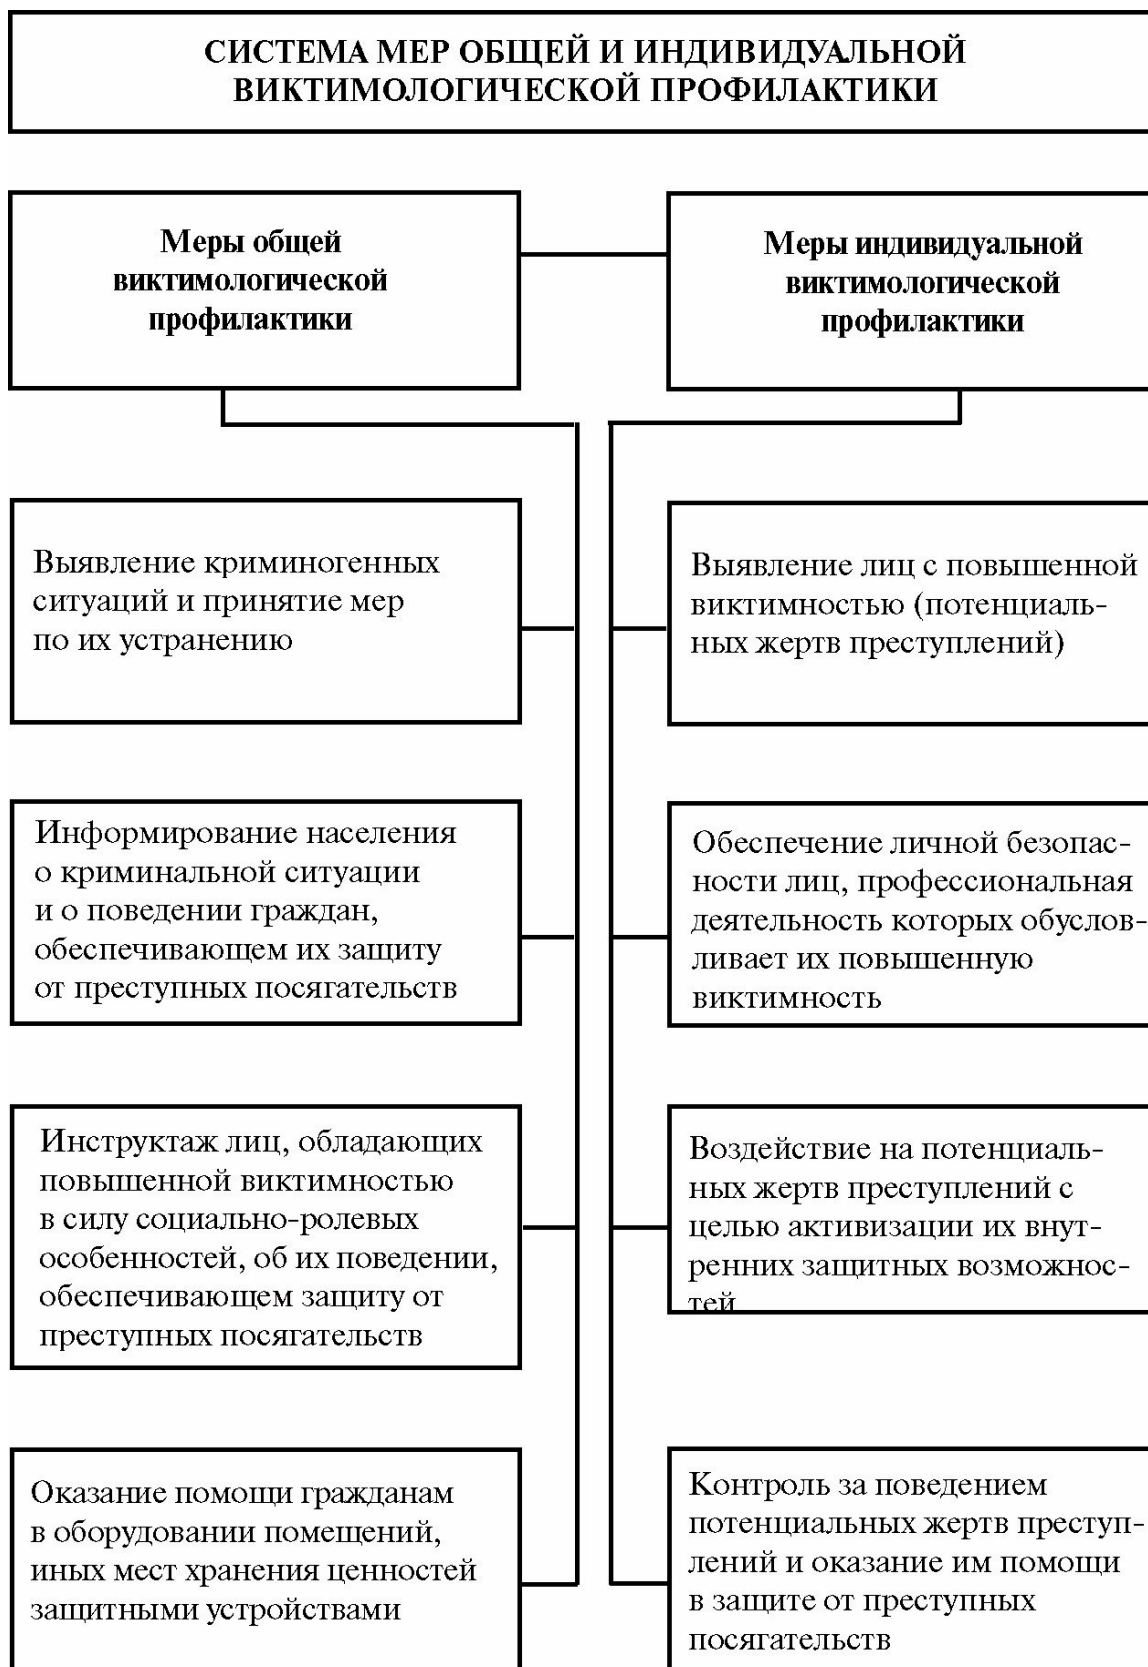 СИСТЕМА МЕР ОБЩЕЙ И ИНДИВИДУАЛЬНОЙ
ВИКТИМОЛОГИЧЕСКОЙ ПРОФИЛАКТИКИ
Меры общей
виктимологической
профилактики
Меры индивидуальной
виктимологической
профилактики
Выявление криминогенных
ситуаций и принятие мер
по их устранению
Выявление лиц с повышенной
виктимностью (потенциаль-
ных жертв преступлений)
Информирование населения
о криминальной ситуации
и о поведении граждан,
обеспечивающем их защиту
от преступных посягательств
Обеспечение личной безопас-
ности лиц, профессиональная
деятельность которых обуслов-
ливает их повышенную
виктимность
Инструктаж лиц, обладающих
повышенной виктимностью
в силу социально-ролевых
особенностей, об их поведении,
обеспечивающем защиту от
преступных посягательств
Воздействие на потенциаль-
ных жертв преступлений с
целью активизации их внут-
ренних защитных возможнос-
тей
Оказание помощи гражданам
в оборудовании помещений,
иных мест хранения ценностей
защитными устройствами
Контроль за поведением
потенциальных жертв преступ-
лений и оказание им помощи
в защите от преступных
посягательств